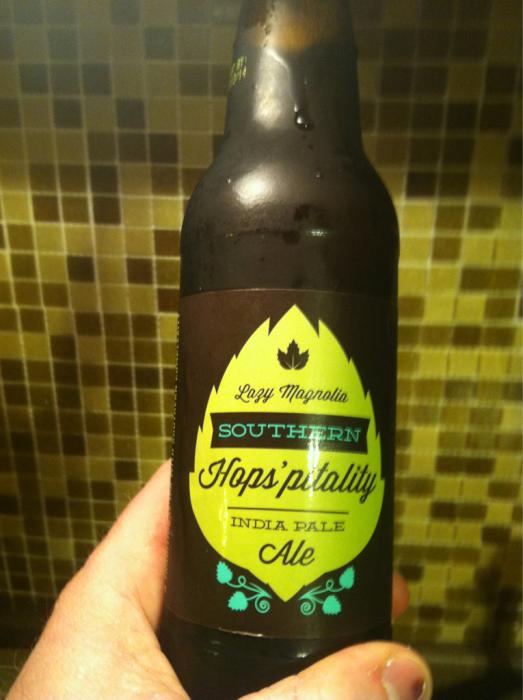 Lazy Magnolia
SOUTHERN
Hops'pitality
INDIA PALE
Ale